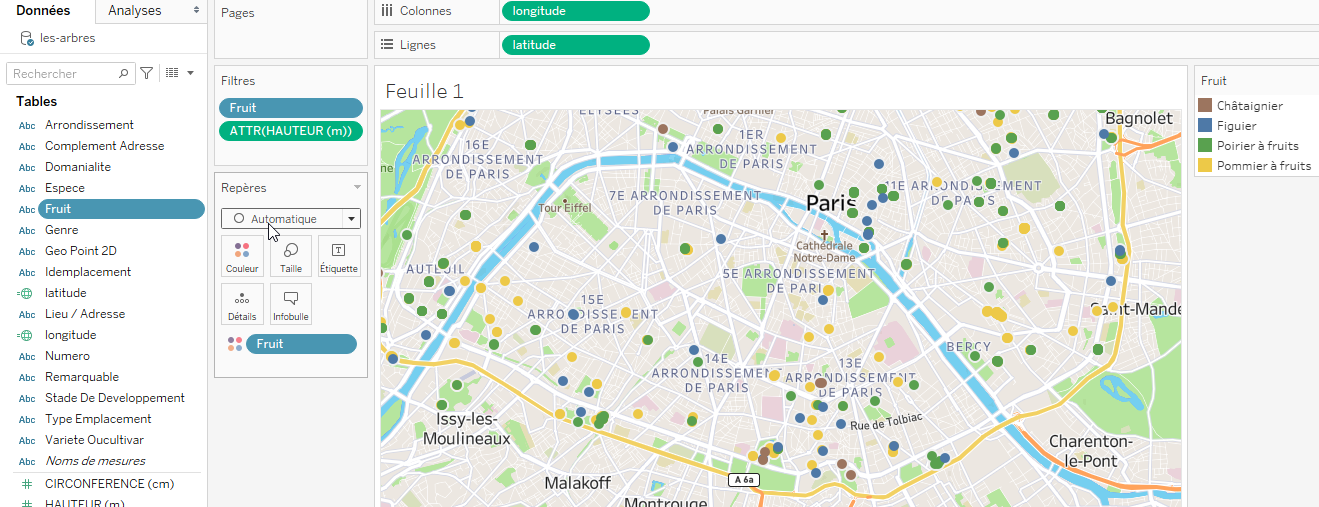 Données
Analyses
les-arbres
Rechercher
Tables
Abc Arrondissement
Abc Complement Adresse
Abc Domanialite
Abc Espece
Abc Fruit
Abc Genre
Abc Geo Point 2D
Abc Idemplacement
latitude
Abc Lieu / Adresse
longitude
Abc Numero
Abc Remarquable
Abc Stade De Developpement
Abc Type Emplacement
Abc Variete Oucultivar
Abc Noms de mesures
CIRCONFERENCE (cm)
HAUTEUR (m)
Pages
Filtres
Fruit
ATTR(HAUTEUR (m))
Repères
Automatique
Couleur
Taille
Étiquette
Détails
Infobulle
Fruit
Colonnes
longitude
Lignes
latitude
Feuille 1
ELYSÉES
Palais Garnier
1ER
ARRONDISSEMENT
DE PARIS
16E
ARRONDISSEMENT
DE PARIS
7E ARRONDISSEMENT
DE PARIS
11E ARRONDISSEMENT
DE PARIS
Bagnolet
Paris
Tour Eiffel
Cathédrale
Notre-Dame
AUTEUIL
5E ARRONDISSEMENT
DE PARIS
15E
ARRONDISSEMENT
DE PARIS
Saint-Mandé
BERCY
14E
ARRONDISSEMENT
DE PARIS
13E
ARRONDISSEMENT
DE PARIS
Rue de Tolbiac
Issy-les-
Moulineaux
Charenton-
le-Pont
Malakoff
A 6a
Montrouge
Fruit
Châtaignier
Figuier
Poirier à fruits
Pommier à fruits